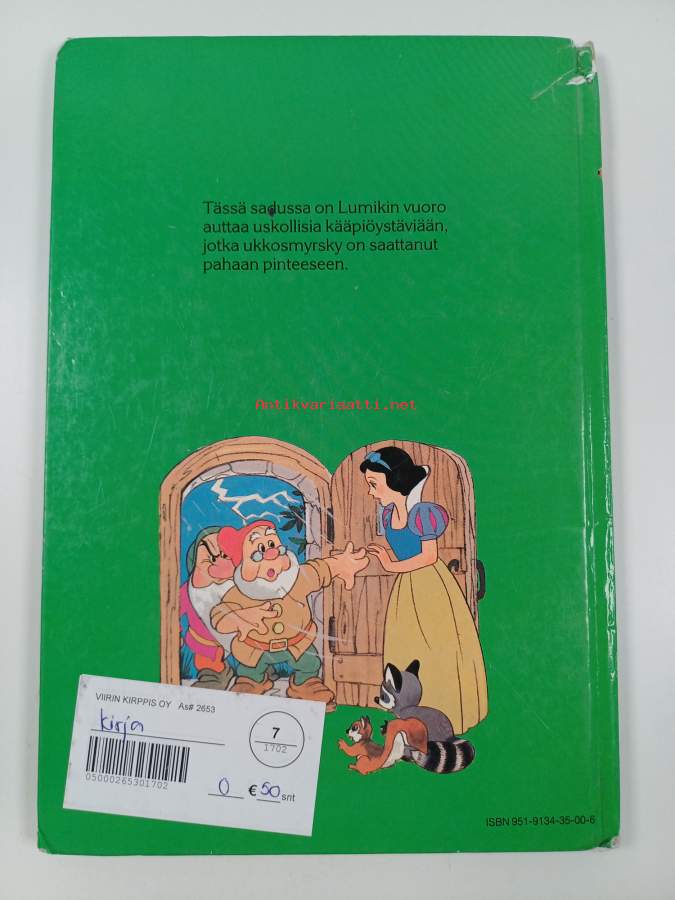 Tässä sadussa on Lumikin vuoro
auttaa uskollisia kääpiöystäviään,
jotka ukkosmyrsky on saattanut
pahaan pinteeseen.
Antikvariaatti.net
VIIRIN KIRPPIS OY As# 2653
kirja
7
1702
05000265301702
0 € 50 snt
ISBN 951-9134-35-00-6